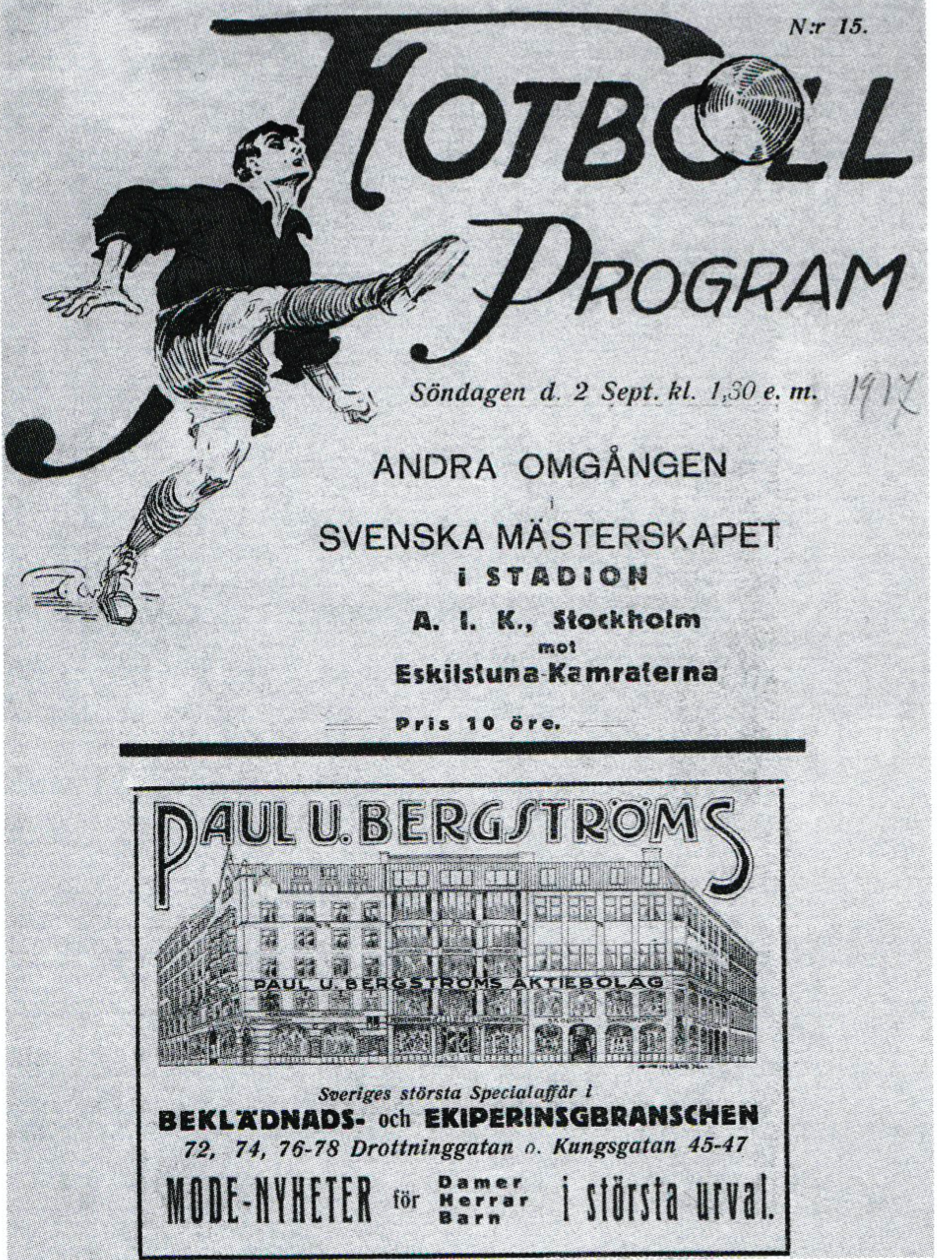 N:r 15.
FOTBOLL
PROGRAM
Söndagen d. 2 Sept. kl. 1,30 e. m. 1917
ANDRA OMGÅNGEN
i
SVENSKA MÄSTERSKAPET
i STADION
A. I. K., Stockholm
mot
Eskilstuna-Kamraterna
Pris 10 öre.
PAUL U. BERGSTRÖMS
PAUL U. BERGSTRÖMS AKTIEBOLAG
Sveriges största Specialaffär i
BEKLÄDNADS- och EKIPERINSGBRANSCHEN
72, 74, 76-78 Drottninggatan o. Kungsgatan 45-47
MODE-NYHETER för Damer Herrar Barn i största urval.